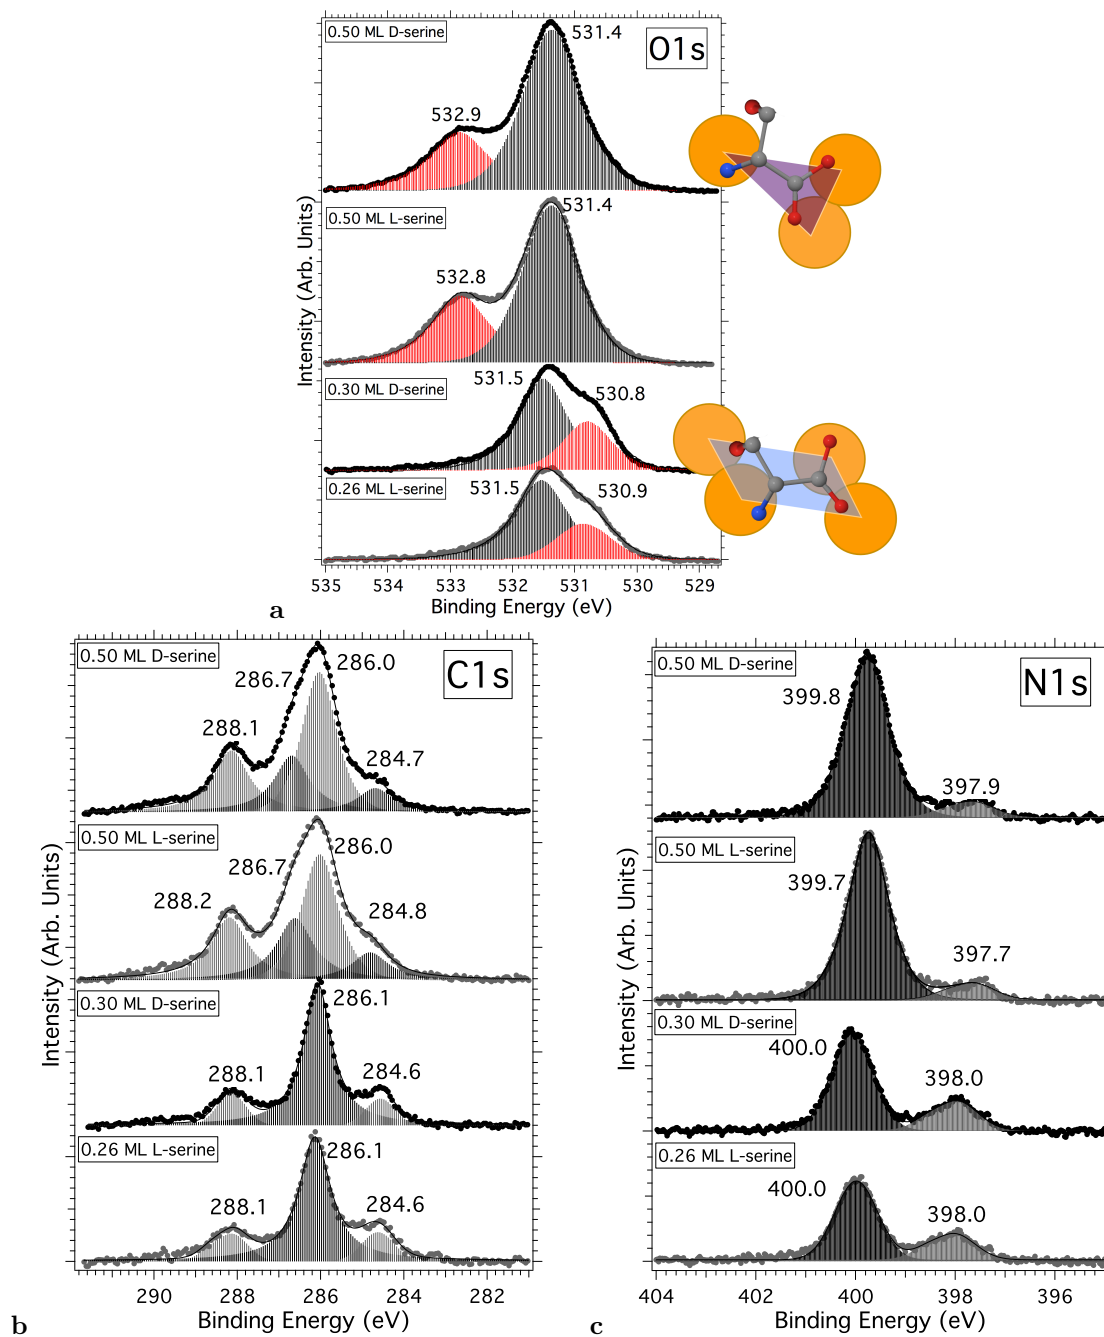 0.50 ML D-serine
531.4
O1s
532.9
0.50 ML L-serine
531.4
532.8
0.30 ML D-serine
531.5
530.8
0.26 ML L-serine
531.5
530.9
Intensity (Arb. Units)
535 534 533 532 531 530 529
Binding Energy (eV)
a
0.50 ML D-serine
286.0
C1s
286.7
288.1
284.7
0.50 ML L-serine
286.0
286.7
288.2
284.8
0.30 ML D-serine
286.1
288.1
284.6
0.26 ML L-serine
286.1
288.1
284.6
Intensity (Arb. Units)
290 288 286 284 282
Binding Energy (eV)
b
0.50 ML D-serine
N1s
399.8
397.9
0.50 ML L-serine
399.7
397.7
0.30 ML D-serine
400.0
398.0
0.26 ML L-serine
400.0
398.0
Intensity (Arb. Units)
404 402 400 398 396
Binding Energy (eV)
c